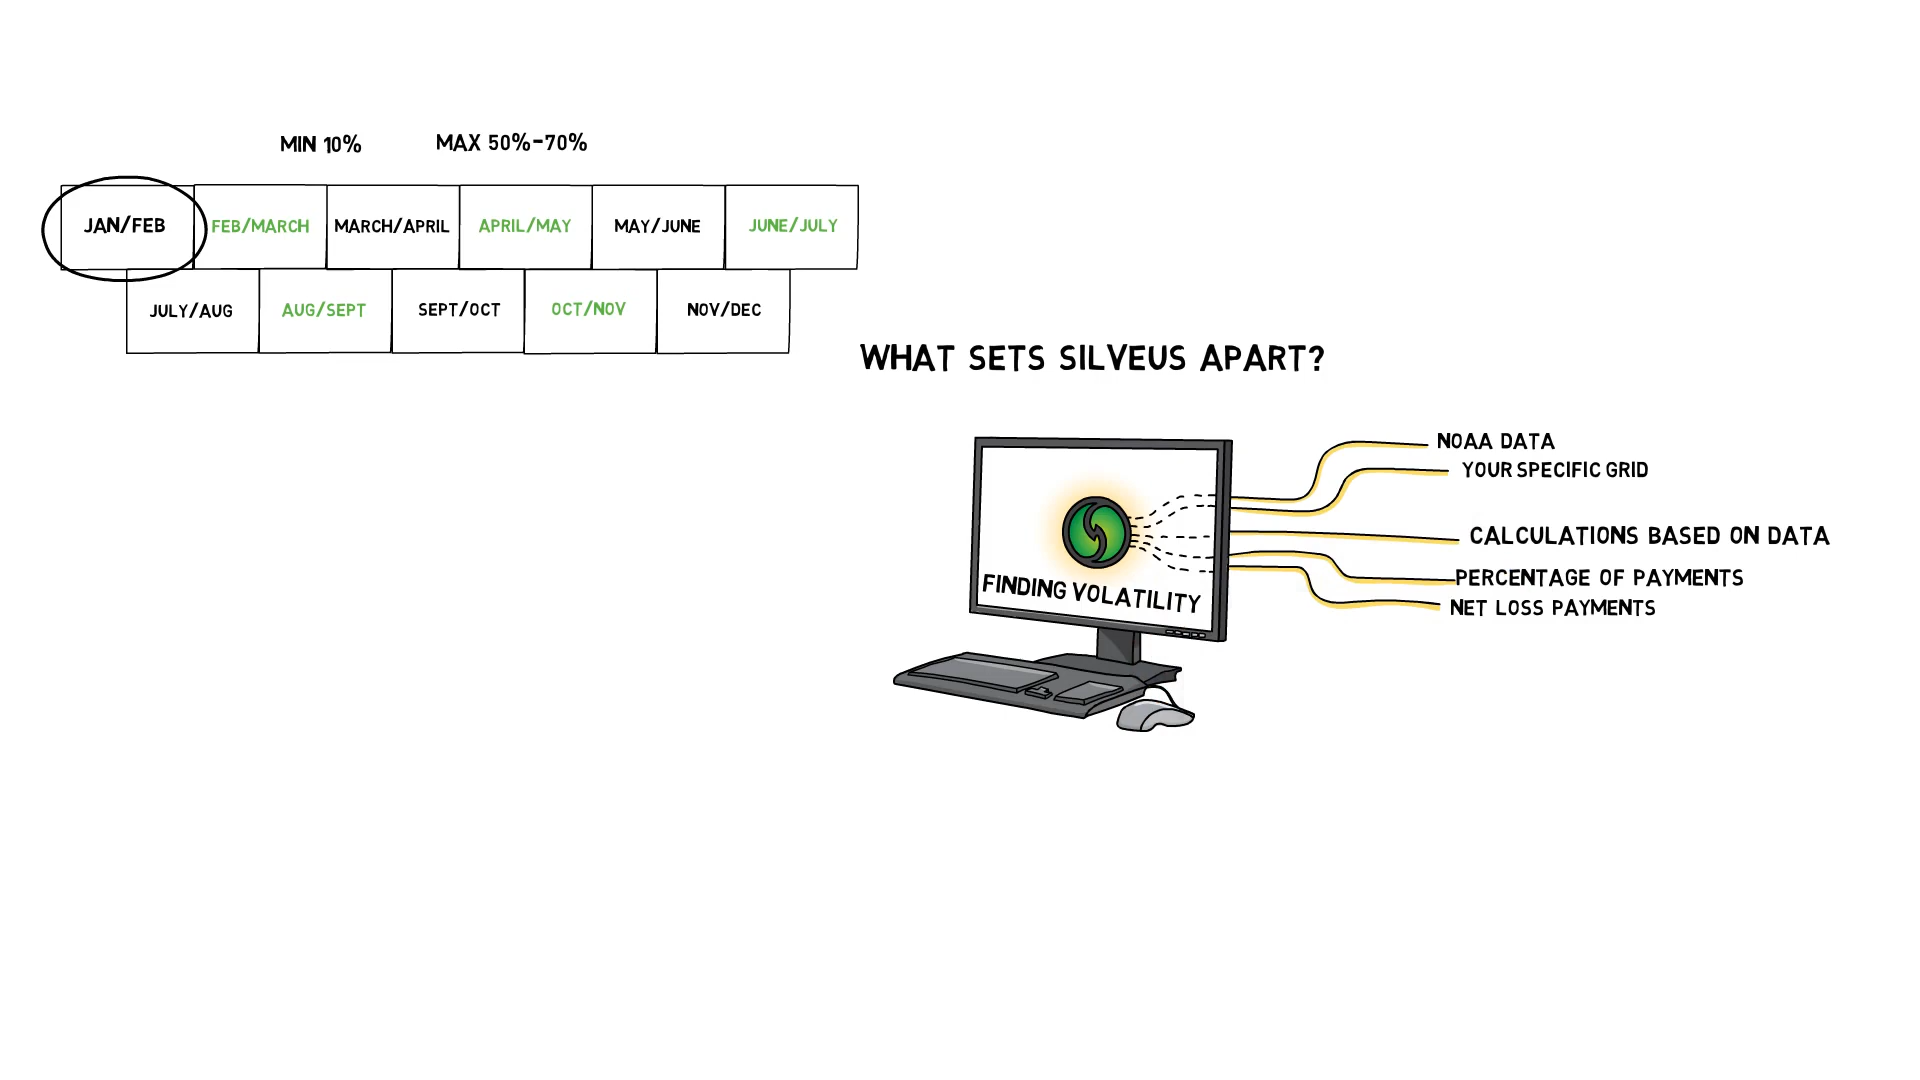 MIN 10% MAX 50%-70%
JAN/FEB FEB/MARCH MARCH/APRIL APRIL/MAY MAY/JUNE JUNE/JULY
JULY/AUG AUG/SEPT SEPT/OCT OCT/NOV NOV/DEC
WHAT SETS SILVEUS APART?
NOAA DATA
YOUR SPECIFIC GRID
CALCULATIONS BASED ON DATA
PERCENTAGE OF PAYMENTS
NET LOSS PAYMENTS
FINDING VOLATILITY